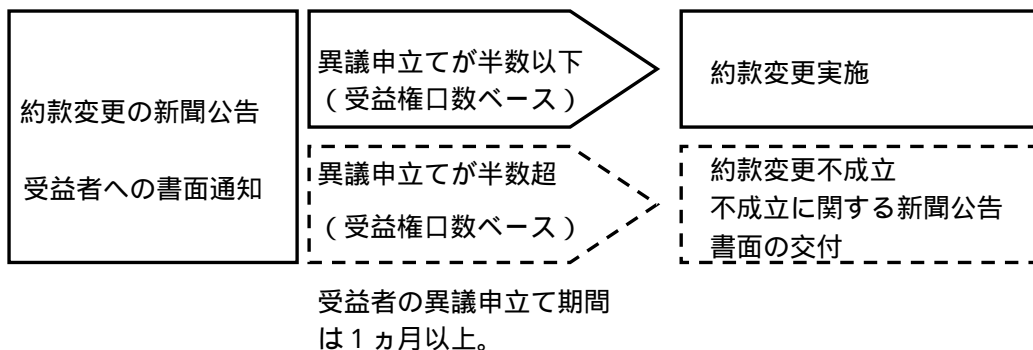 約款変更の新聞公告
受益者への書面通知
異議申立てが半数以下
（受益権口数ベース）
約款変更実施
異議申立てが半数超
（受益権口数ベース）
約款変更不成立
不成立に関する新聞公告
書面の交付
受益者の異議申立て期間
は１ヵ月以上。